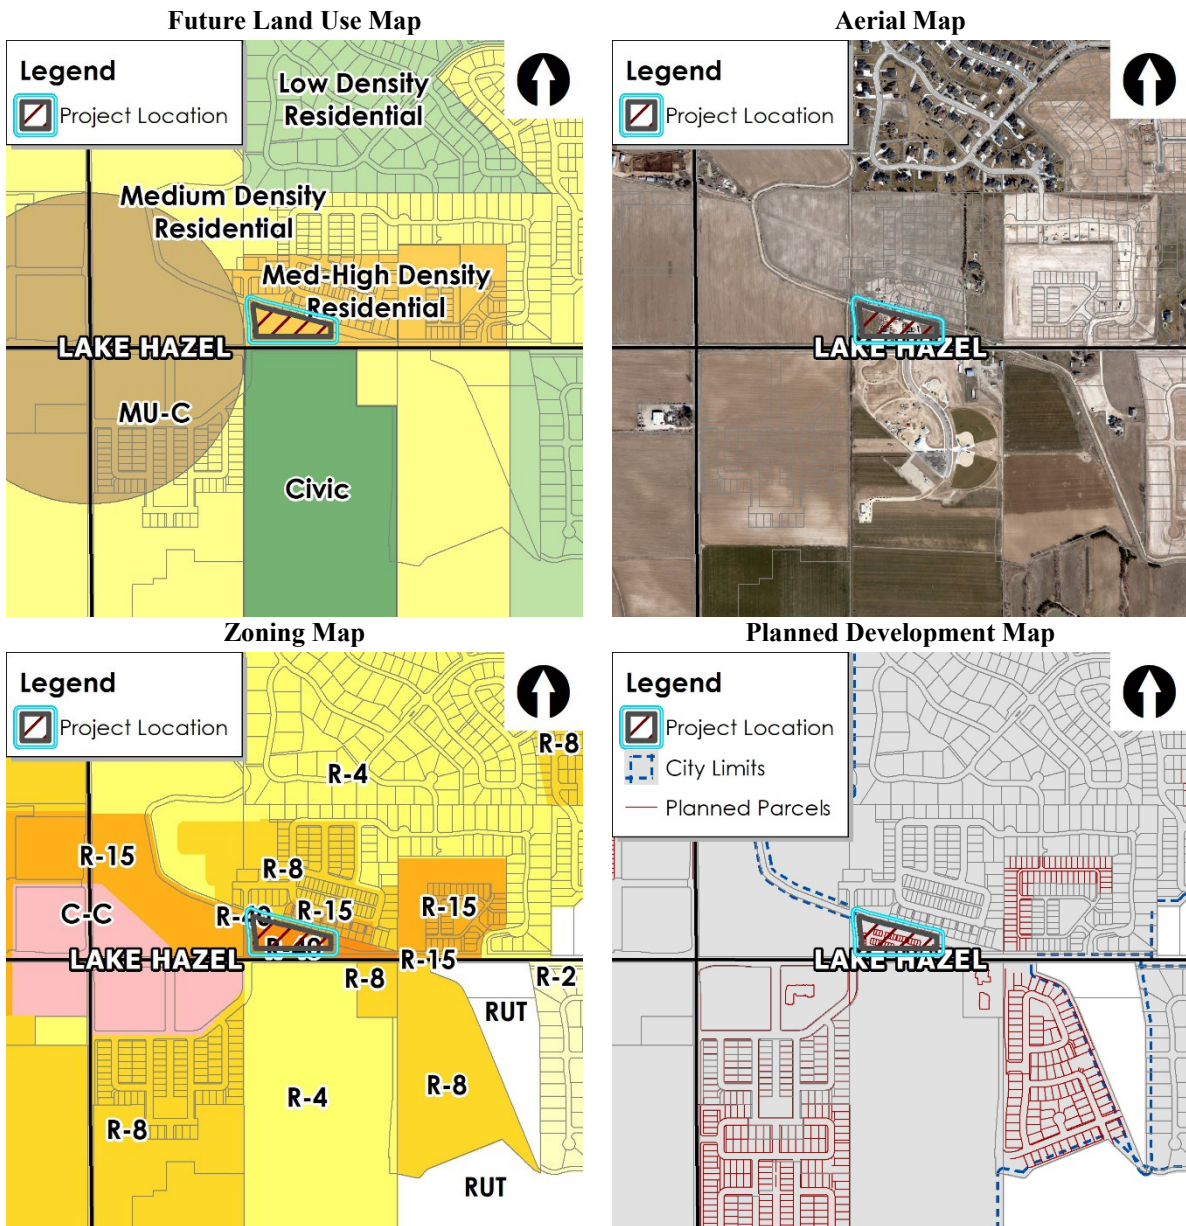 Future Land Use Map
Legend
Project Location
Low Density
Residential
Medium Density
Residential
Med-High Density
Residential
LAKE HAZEL
MU-C
Civic
Aerial Map
Legend
Project Location
LAKE HAZEL
Zoning Map
Legend
Project Location
R-8
R-4
R-15
R-8
C-C
R-40
R-15
R-15
R-40
LAKE HAZEL
R-15
R-8
R-2
RUT
R-8
R-4
R-8
RUT
Planned Development Map
Legend
Project Location
City Limits
Planned Parcels
LAKE HAZEL